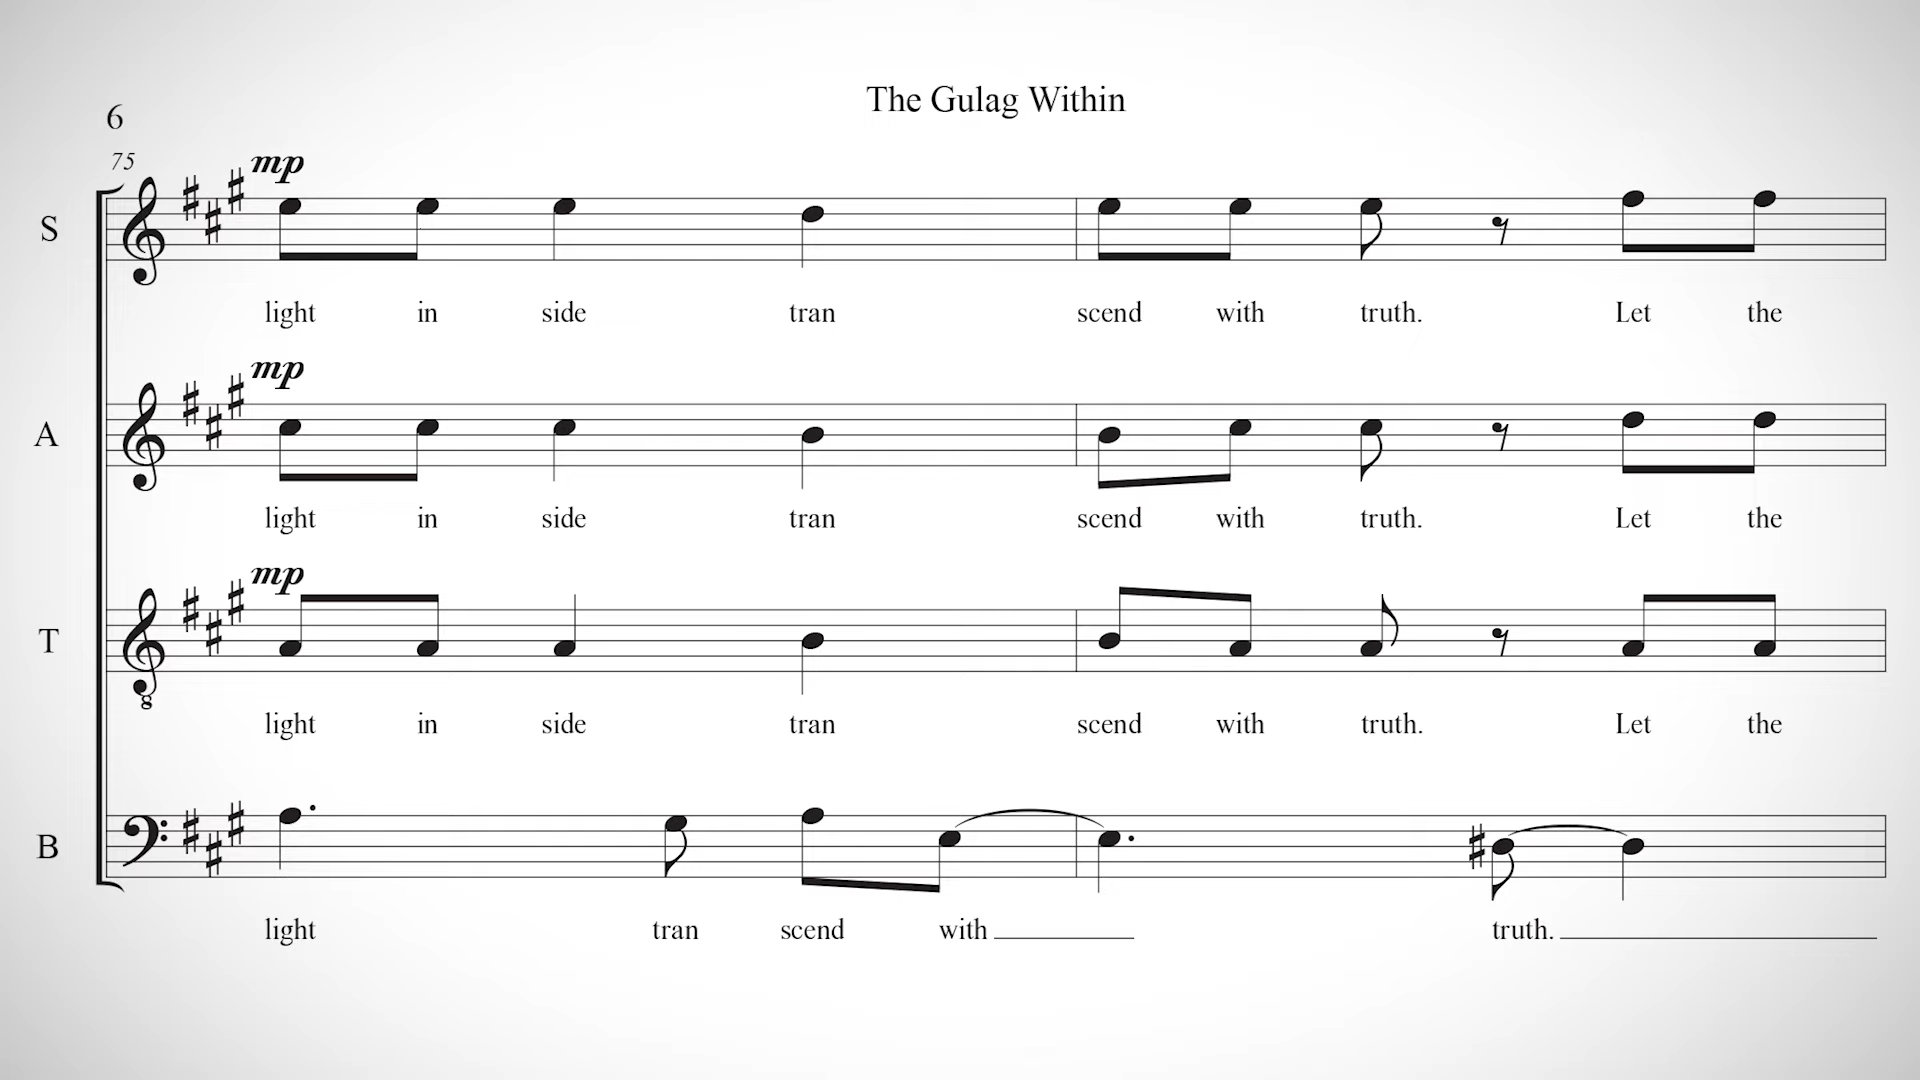 The Gulag Within
6
75
mp
S
light in side tran scend with truth. Let the
mp
A
light in side tran scend with truth. Let the
mp
T
8
light in side tran scend with truth. Let the
B
light tran scend with truth.